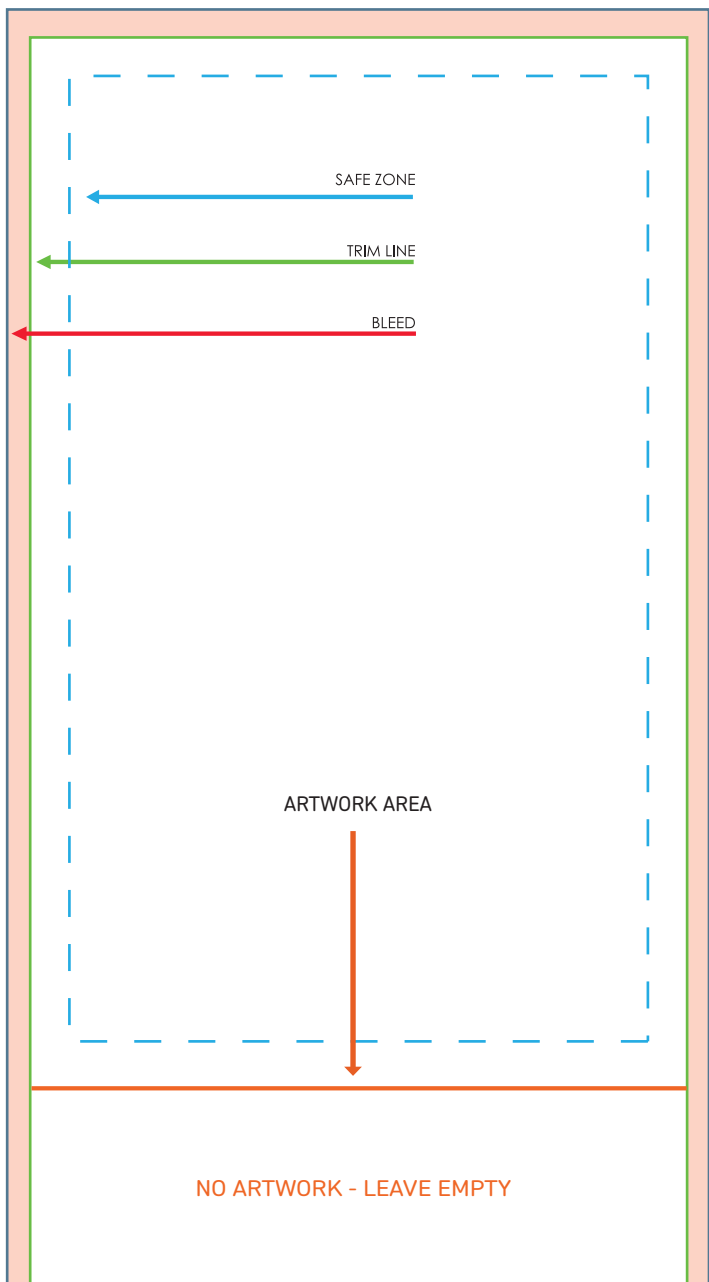 SAFE ZONE
TRIM LINE
BLEED
ARTWORK AREA
NO ARTWORK - LEAVE EMPTY